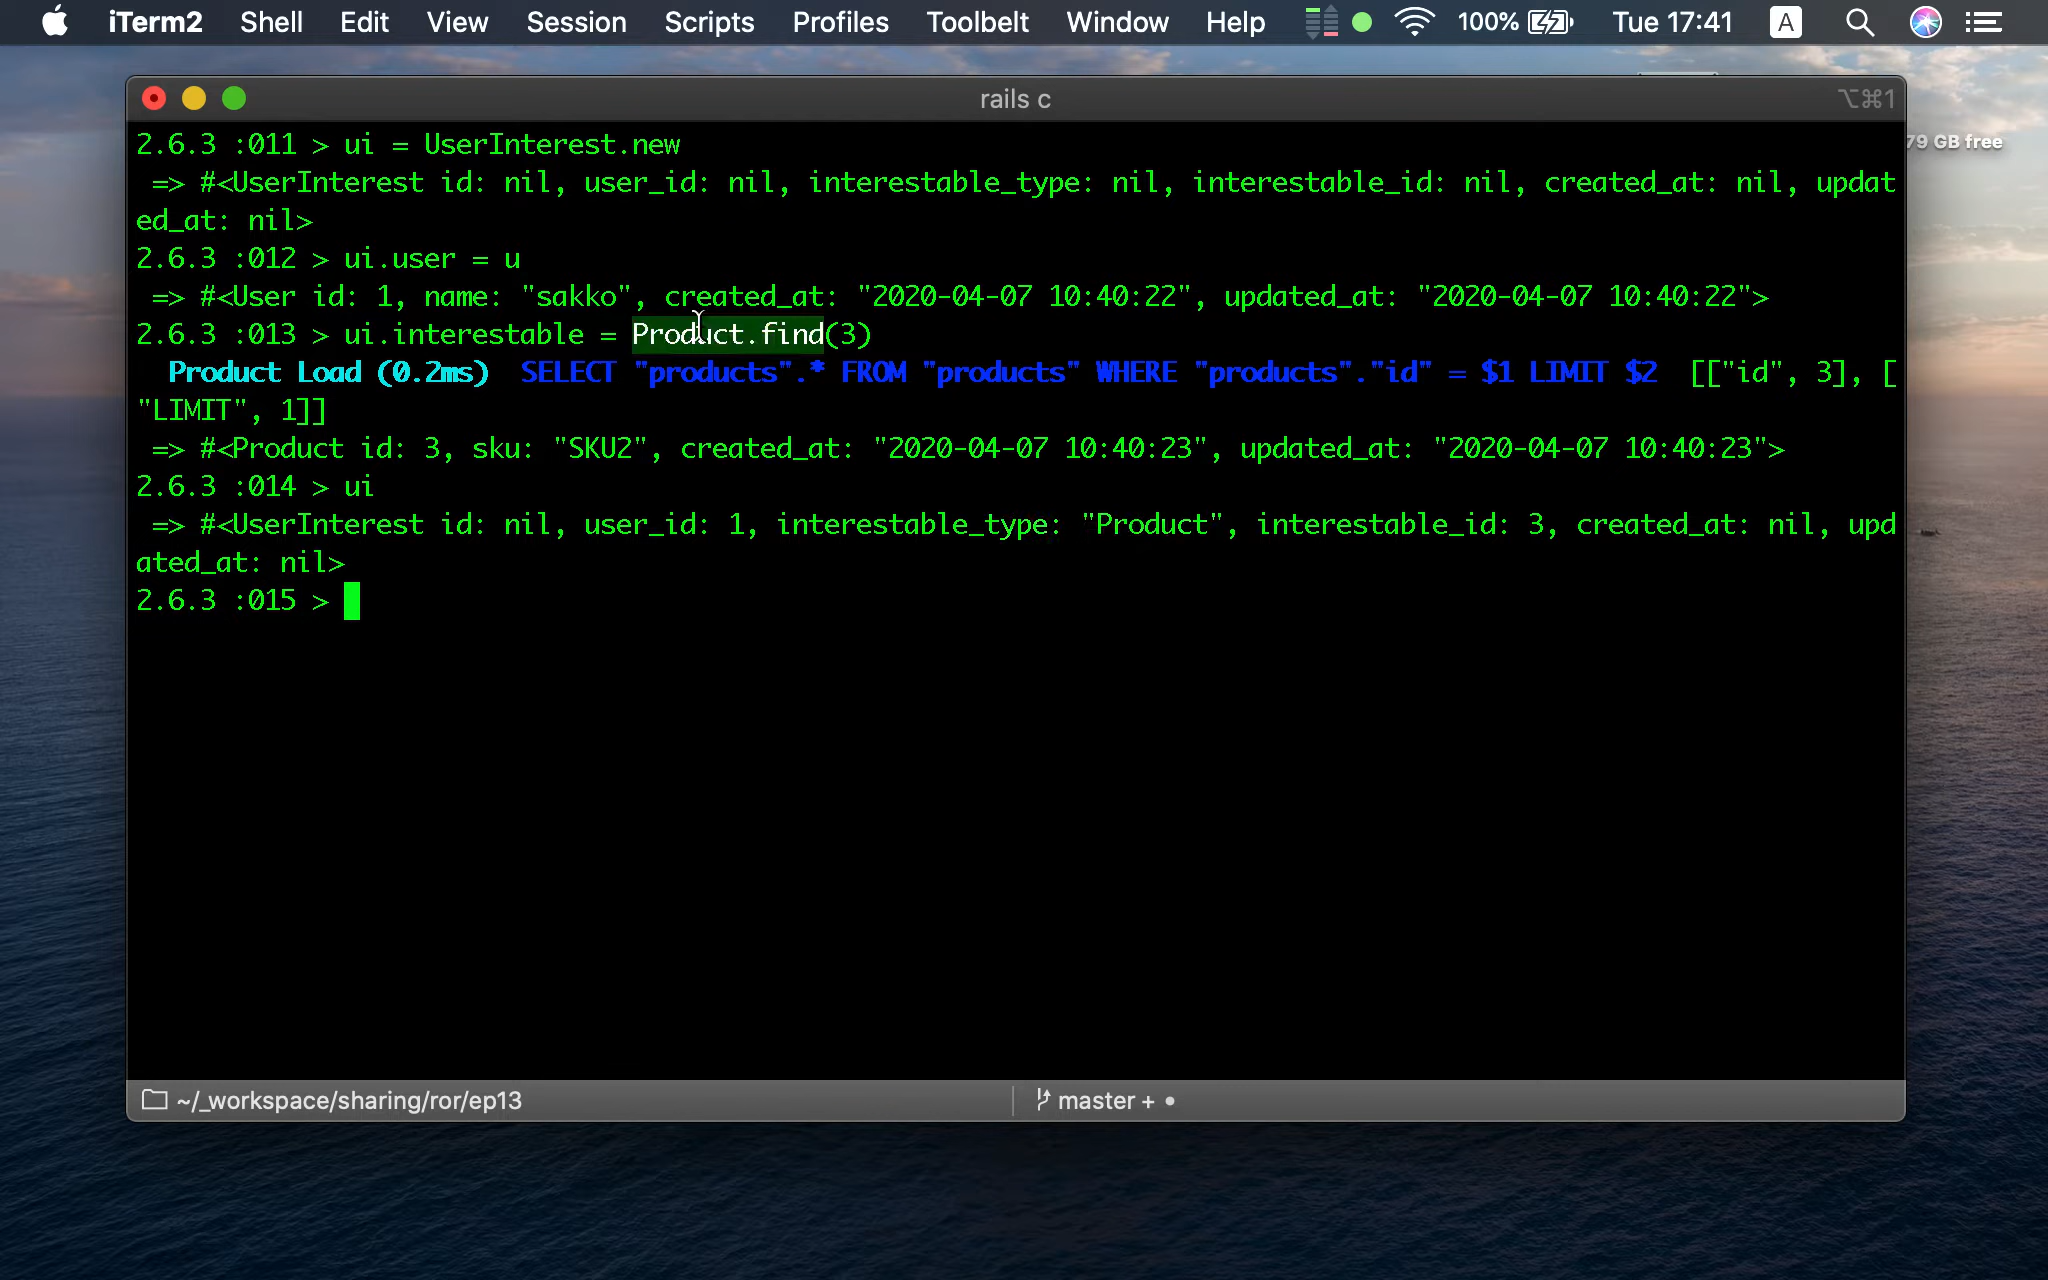 iTerm2 Shell Edit View Session Scripts Profiles Toolbelt Window Help 100% Tue 17:41 A
rails c ⌥⌘1
79 GB free
2.6.3 :011 > ui = UserInterest.new
=> #<UserInterest id: nil, user_id: nil, interestable_type: nil, interestable_id: nil, created_at: nil, updat
ed_at: nil>
2.6.3 :012 > ui.user = u
=> #<User id: 1, name: "sakko", created_at: "2020-04-07 10:40:22", updated_at: "2020-04-07 10:40:22">
2.6.3 :013 > ui.interestable = Product.find(3)
Product Load (0.2ms) SELECT "products".* FROM "products" WHERE "products"."id" = $1 LIMIT $2 [["id", 3], [
"LIMIT", 1]]
=> #<Product id: 3, sku: "SKU2", created_at: "2020-04-07 10:40:23", updated_at: "2020-04-07 10:40:23">
2.6.3 :014 > ui
=> #<UserInterest id: nil, user_id: 1, interestable_type: "Product", interestable_id: 3, created_at: nil, upd
ated_at: nil>
2.6.3 :015 >
~/_workspace/sharing/ror/ep13 master + •